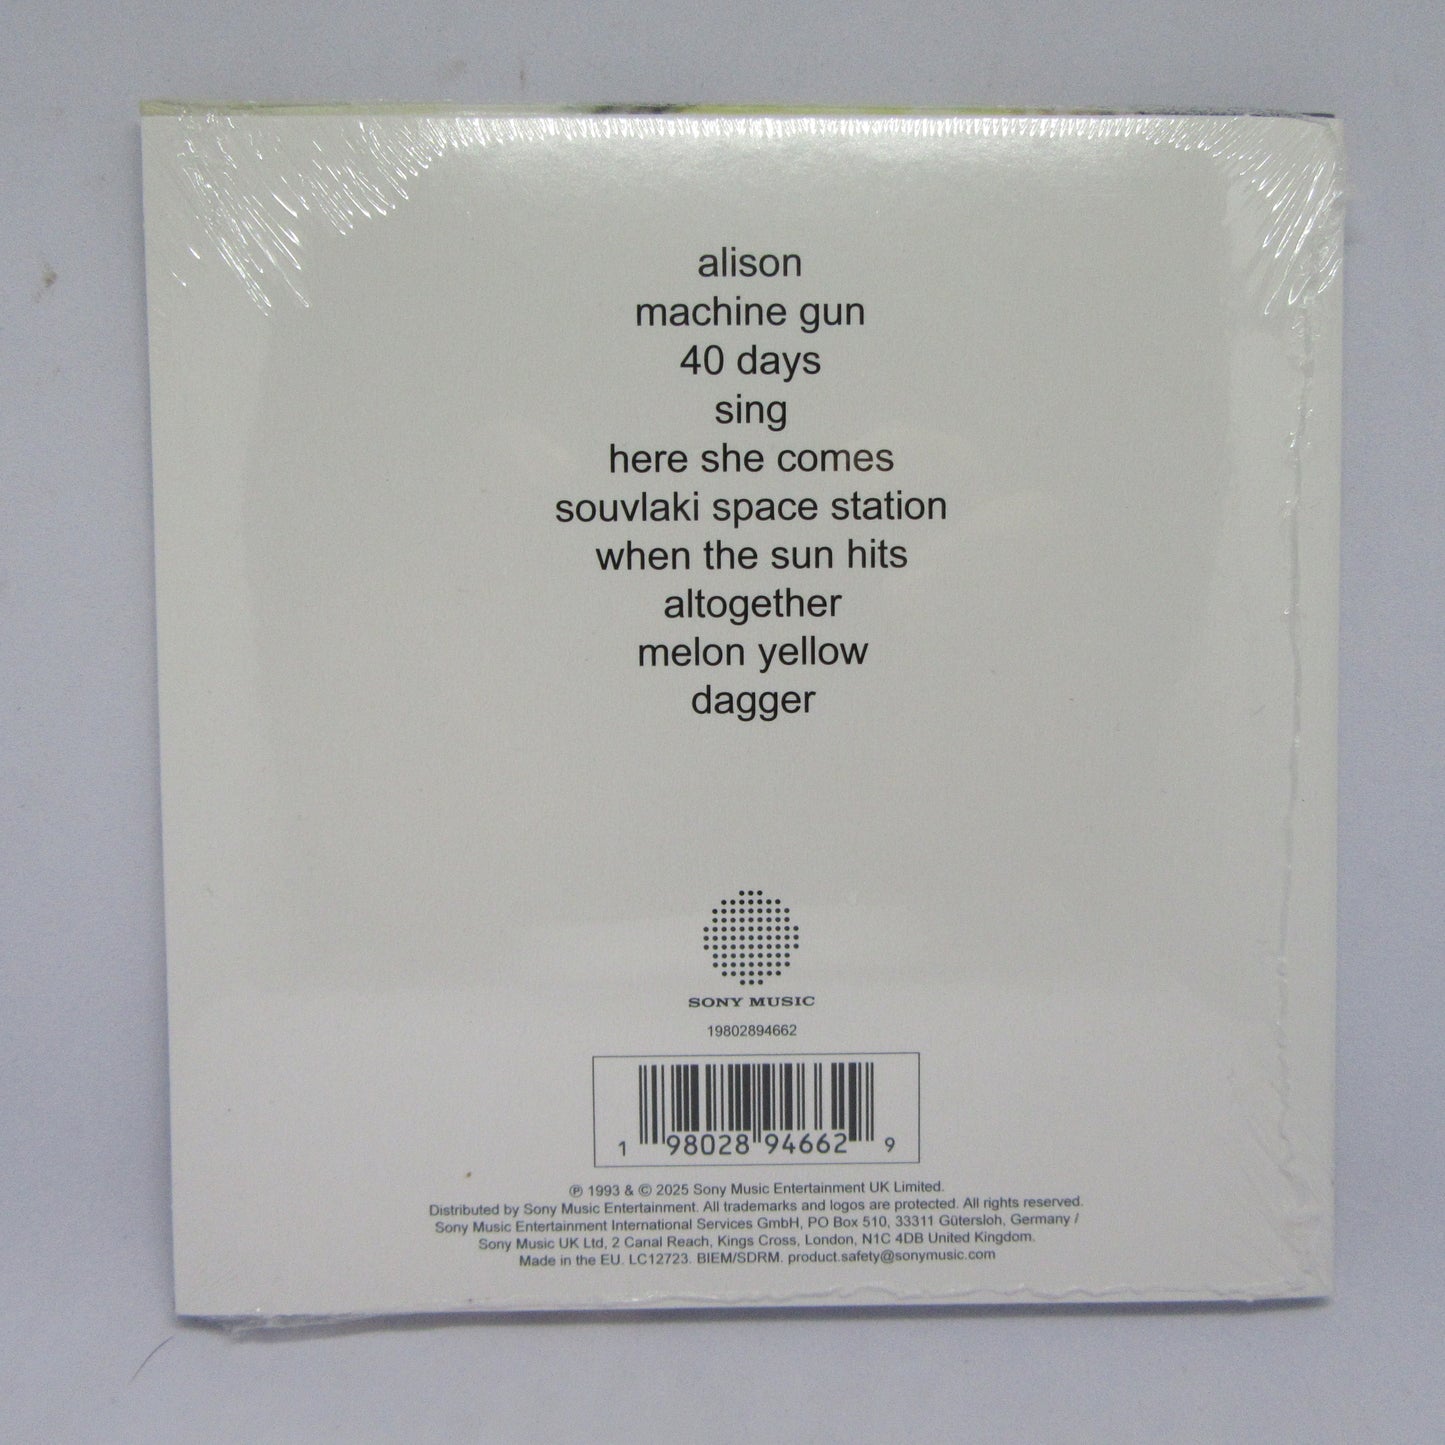 alison
machine gun
40 days
sing
here she comes
souvlaki space station
when the sun hits
altogether
melon yellow
dagger
SONY MUSIC
19802894662
1 98028 94662 9
℗ 1993 & © 2025 Sony Music Entertainment UK Limited.
Distributed by Sony Music Entertainment. All trademarks and logos are protected. All rights reserved.
Sony Music Entertainment International Services GmbH, PO Box 510, 33311 Gütersloh, Germany /
Sony Music UK Ltd, 2 Canal Reach, Kings Cross, London, N1C 4DB United Kingdom.
Made in the EU. LC12723. BIEM/SDRM. product.safety@sonymusic.com